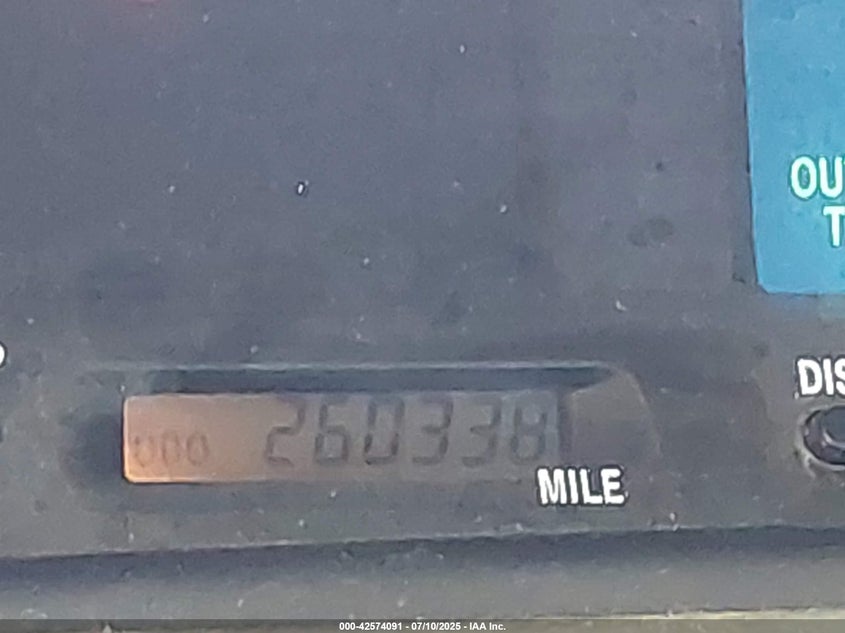 OU
T
DIS
000 260338
MILE
000-42574091 - 07/10/2025 - IAA Inc.